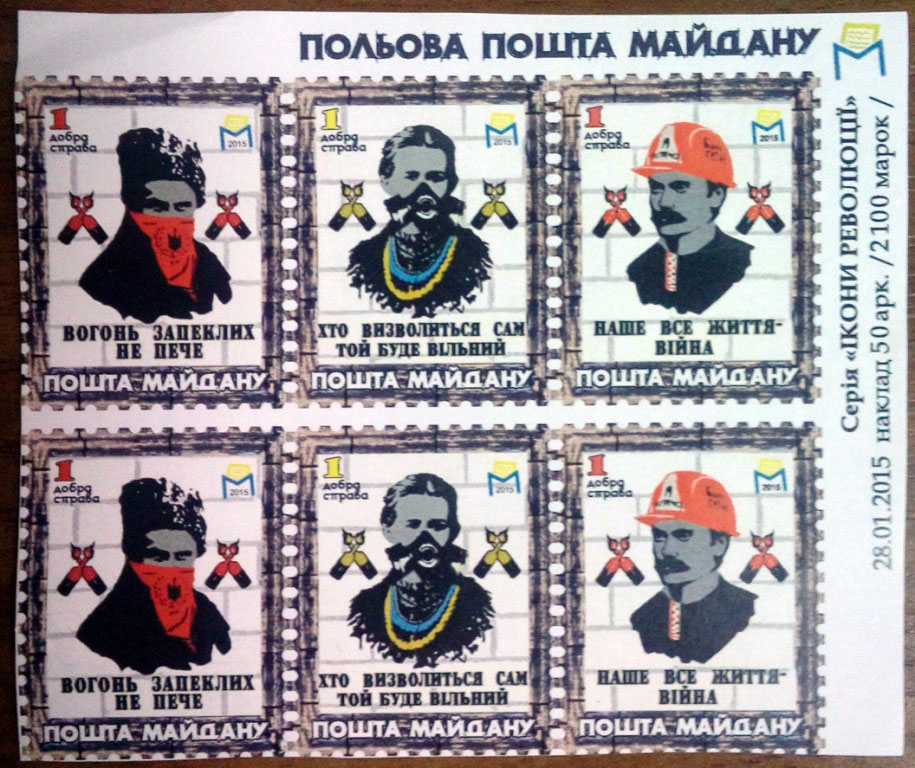 ПОЛЬОВА ПОШТА МАЙДАНУ
1
добра
справа
2015
ВОГОНЬ ЗАПЕКЛИХ
НЕ ПЕЧЕ
ПОШТА МАЙДАНУ
1
добра
справа
2015
ХТО ВИЗВОЛИТЬСЯ САМ
ТОЙ БУДЕ ВІЛЬНИЙ
ПОШТА МАЙДАНУ
1
добра
справа
2015
НАШЕ ВСЕ ЖИТТЯ-
ВІЙНА
ПОШТА МАЙДАНУ
1
добра
справа
2015
ВОГОНЬ ЗАПЕКЛИХ
НЕ ПЕЧЕ
ПОШТА МАЙДАНУ
1
добра
справа
2015
ХТО ВИЗВОЛИТЬСЯ САМ
ТОЙ БУДЕ ВІЛЬНИЙ
ПОШТА МАЙДАНУ
1
добра
справа
2015
НАШЕ ВСЕ ЖИТТЯ-
ВІЙНА
ПОШТА МАЙДАНУ
Серія «ІКОНИ РЕВОЛЮЦІЇ»
28.01.2015 наклад 50 арк. / 2100 марок /